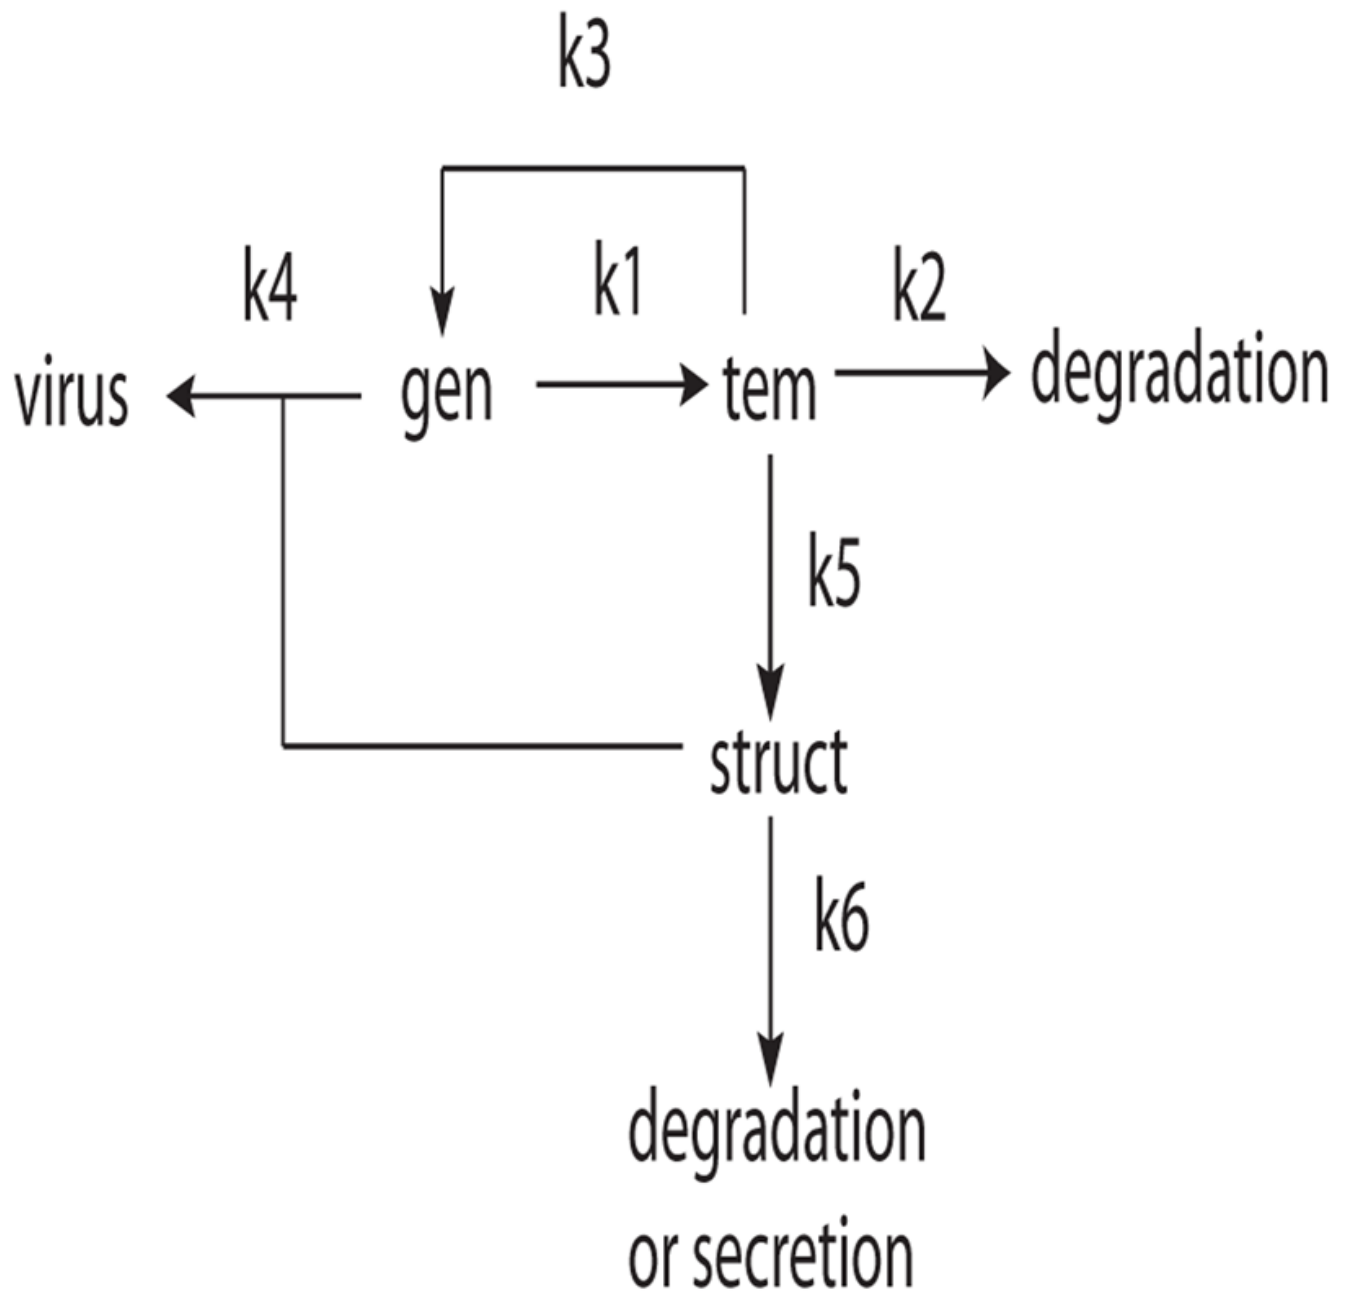 k3
k4
k1
k2
virus
gen
tem
degradation
k5
struct
k6
degradation
or secretion